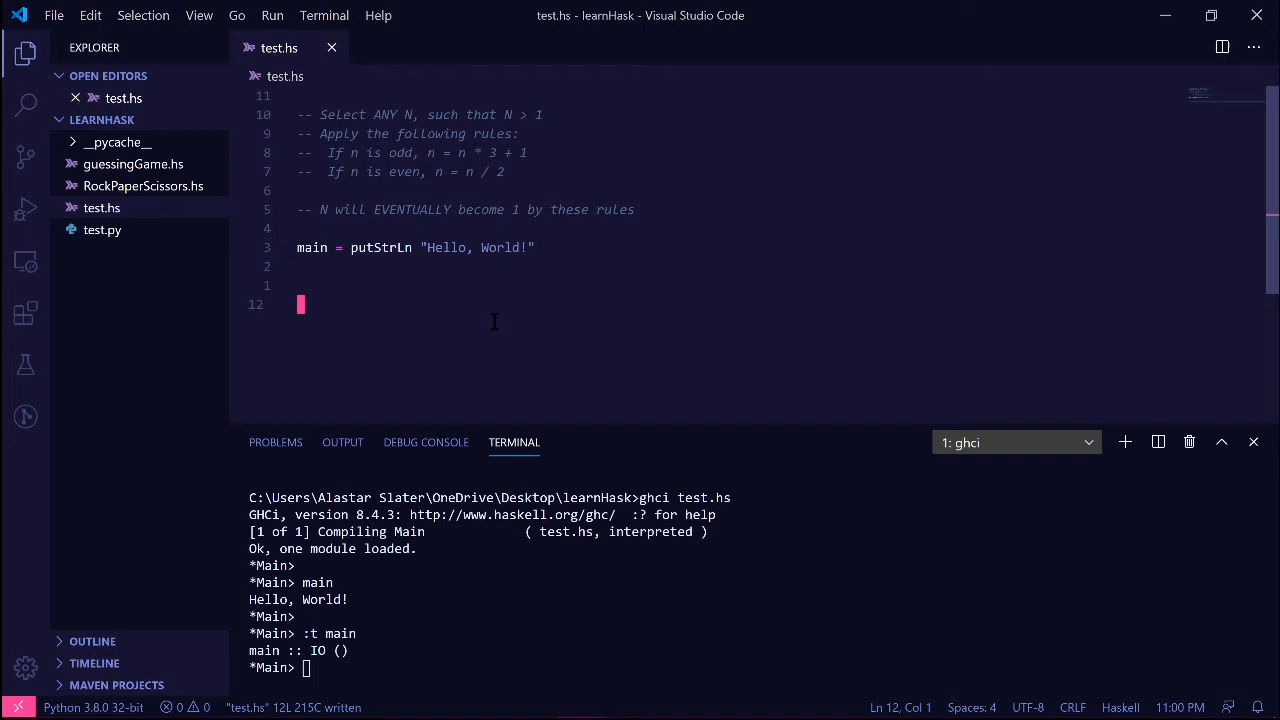 File Edit Selection View Go Run Terminal Help test.hs - learnHask - Visual Studio Code
EXPLORER
OPEN EDITORS
test.hs
LEARNHASK
__pycache__
guessingGame.hs
RockPaperScissors.hs
test.hs
test.py
OUTLINE
TIMELINE
MAVEN PROJECTS
test.hs
test.hs
11
10 -- Select ANY N, such that N > 1
9 -- Apply the following rules:
8 --  If n is odd, n = n * 3 + 1
7 --  If n is even, n = n / 2
6
5 -- N will EVENTUALLY become 1 by these rules
4
3 main = putStrLn "Hello, World!"
2
1
12
PROBLEMS OUTPUT DEBUG CONSOLE TERMINAL 1: ghci
C:\Users\Alastar Slater\OneDrive\Desktop\learnHask>ghci test.hs
GHCi, version 8.4.3: http://www.haskell.org/ghc/  :? for help
[1 of 1] Compiling Main             ( test.hs, interpreted )
Ok, one module loaded.
*Main>
*Main> main
Hello, World!
*Main>
*Main> :t main
main :: IO ()
*Main>
Python 3.8.0 32-bit 0 0 "test.hs" 12L 215C written Ln 12, Col 1 Spaces: 4 UTF-8 CRLF Haskell 11:00 PM